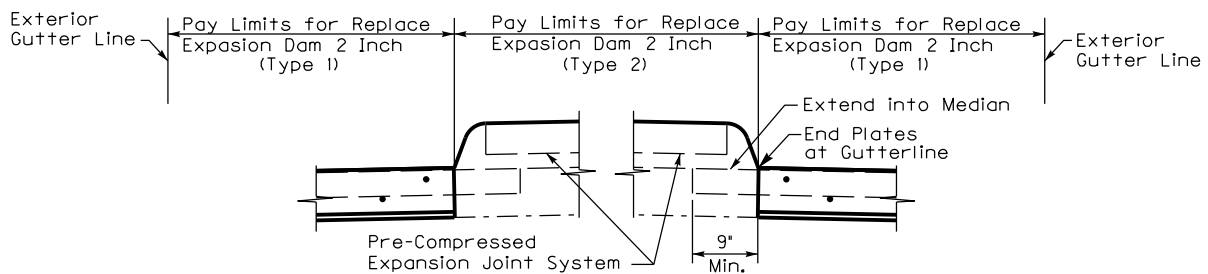 Exterior
Gutter Line
Pay Limits for Replace
Expasion Dam 2 Inch
(Type 1)
Pay Limits for Replace
Expasion Dam 2 Inch
(Type 2)
Pay Limits for Replace
Expasion Dam 2 Inch
(Type 1)
Exterior
Gutter Line
Extend into Median
End Plates
at Gutterline
Pre-Compressed
Expansion Joint System
9"
Min.